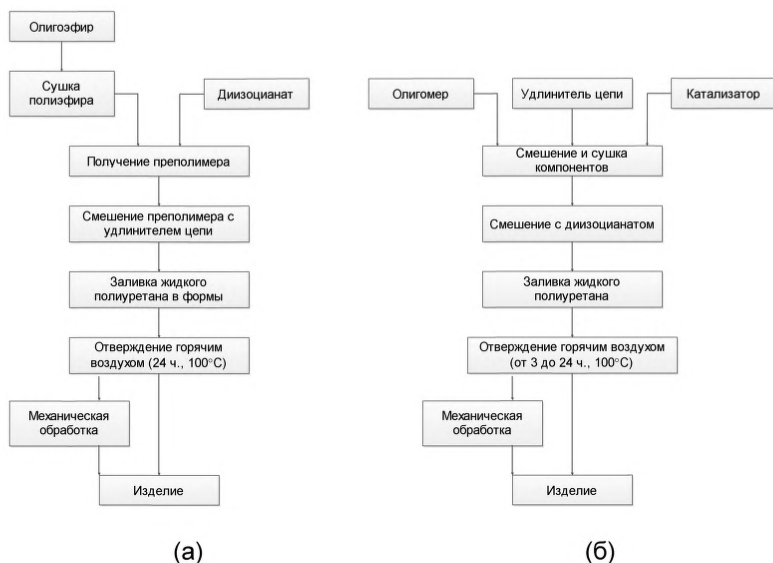 Олигоэфир
Сушка
полиэфира
Диизоцианат
Получение преполимера
Смешение преполимера с
удлинителем цепи
Заливка жидкого
полиуретана в формы
Отверждение горячим
воздухом (24 ч., 100°С)
Механическая
обработка
Изделие
(а)
Олигомер
Удлинитель цепи
Катализатор
Смешение и сушка
компонентов
Смешение с диизоцианатом
Заливка жидкого
полиуретана
Отверждение горячим воздухом
(от 3 до 24 ч., 100°С)
Механическая
обработка
Изделие
(б)